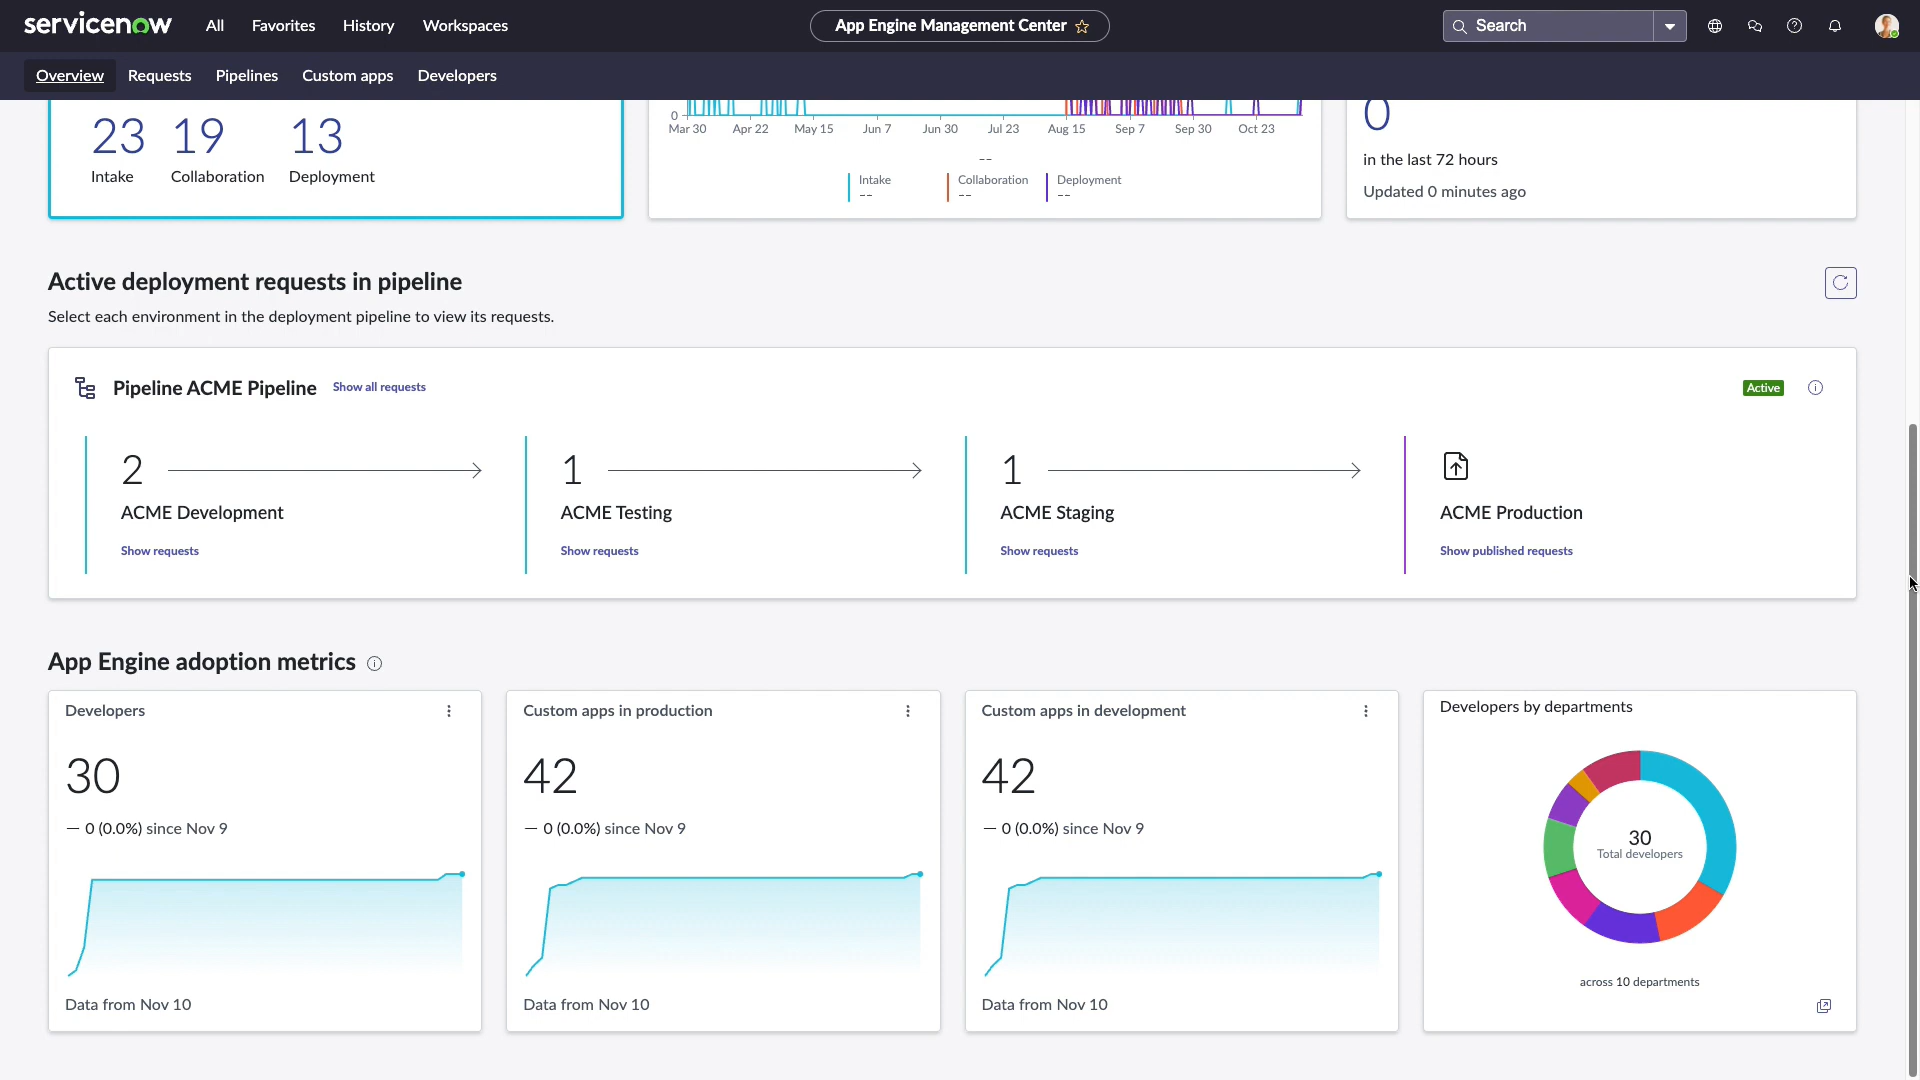 servicenow All Favorites History Workspaces App Engine Management Center Search
Overview Requests Pipelines Custom apps Developers
23 19 13
Intake Collaboration Deployment
0
Mar 30 Apr 22 May 15 Jun 7 Jun 30 Jul 23 Aug 15 Sep 7 Sep 30 Oct 23
--
Intake Collaboration Deployment
-- -- --
0
in the last 72 hours
Updated 0 minutes ago
Active deployment requests in pipeline
Select each environment in the deployment pipeline to view its requests.
Pipeline ACME Pipeline Show all requests Active
2 1 1
ACME Development ACME Testing ACME Staging ACME Production
Show requests Show requests Show requests Show published requests
App Engine adoption metrics
Developers
30
— 0 (0.0%) since Nov 9
Data from Nov 10
Custom apps in production
42
— 0 (0.0%) since Nov 9
Data from Nov 10
Custom apps in development
42
— 0 (0.0%) since Nov 9
Data from Nov 10
Developers by departments
30
Total developers
across 10 departments